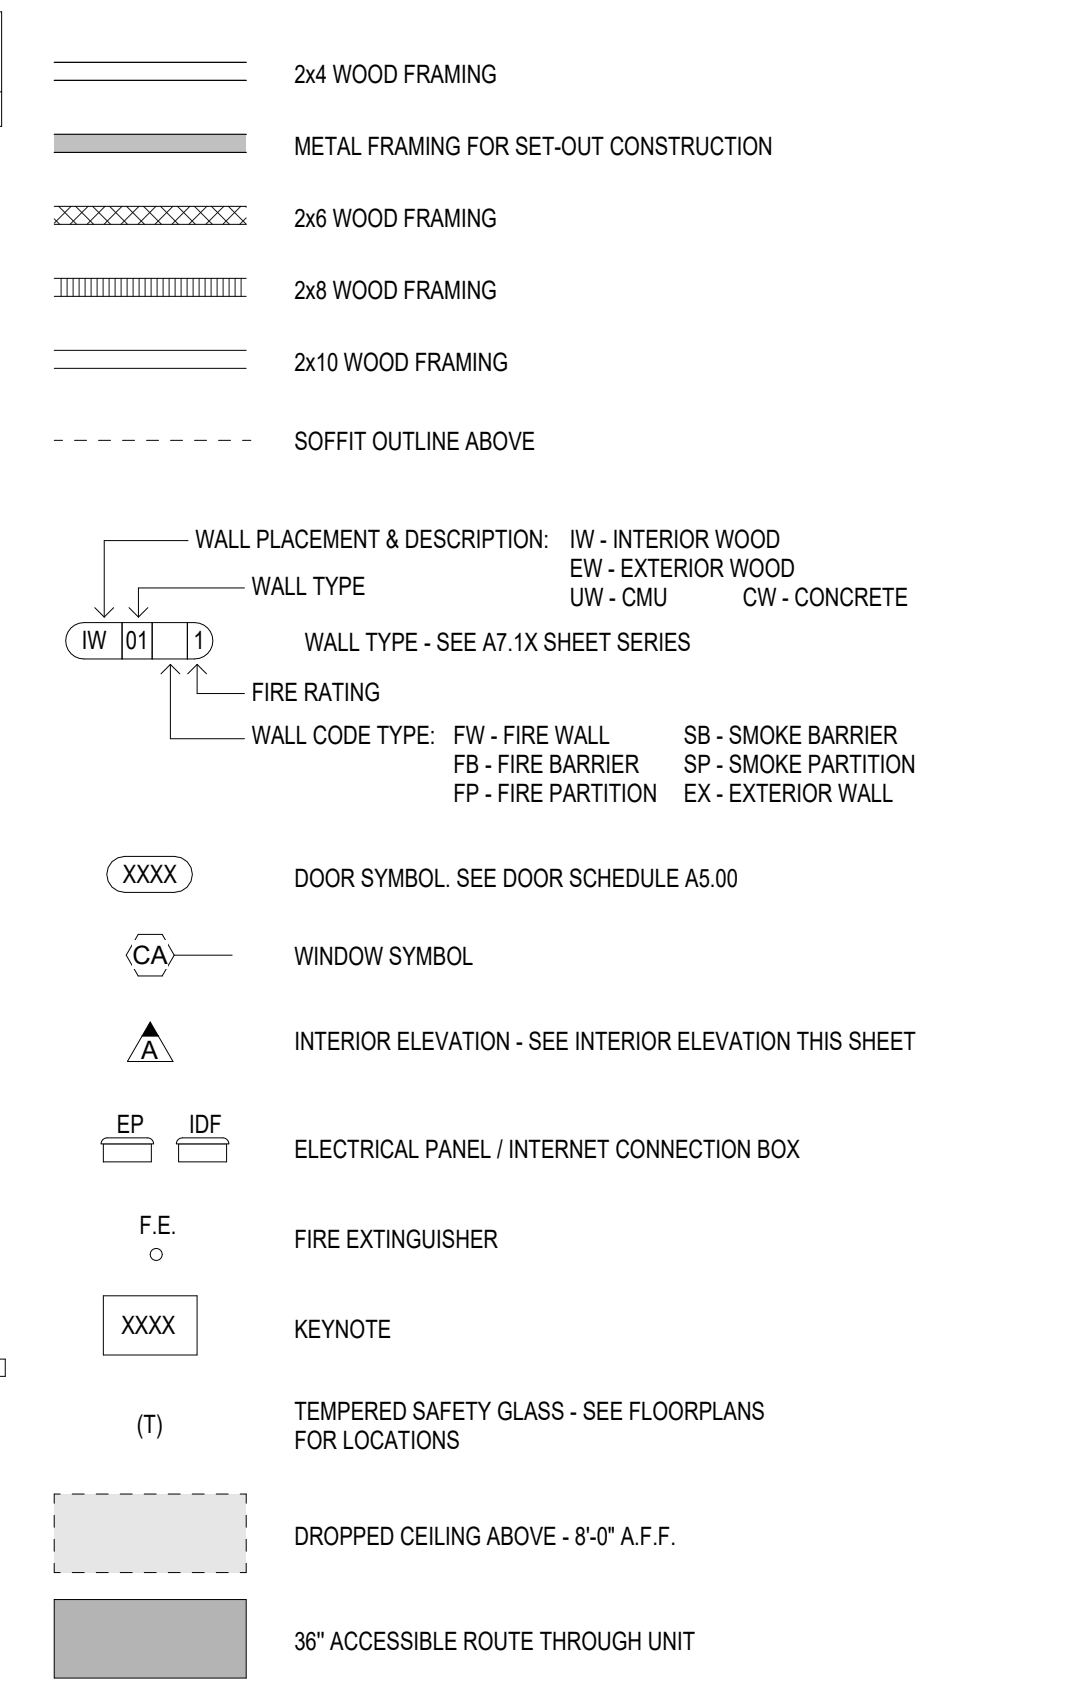 2x4 WOOD FRAMING
METAL FRAMING FOR SET-OUT CONSTRUCTION
2x6 WOOD FRAMING
2x8 WOOD FRAMING
2x10 WOOD FRAMING
SOFFIT OUTLINE ABOVE
WALL PLACEMENT & DESCRIPTION: IW - INTERIOR WOOD
EW - EXTERIOR WOOD
WALL TYPE
UW - CMU CW - CONCRETE
IW 01 1 WALL TYPE - SEE A7.1X SHEET SERIES
FIRE RATING
WALL CODE TYPE: FW - FIRE WALL SB - SMOKE BARRIER
FB - FIRE BARRIER SP - SMOKE PARTITION
FP - FIRE PARTITION EX - EXTERIOR WALL
XXXX DOOR SYMBOL. SEE DOOR SCHEDULE A5.00
CA WINDOW SYMBOL
A INTERIOR ELEVATION - SEE INTERIOR ELEVATION THIS SHEET
EP IDF
ELECTRICAL PANEL / INTERNET CONNECTION BOX
F.E.
FIRE EXTINGUISHER
XXXX KEYNOTE
(T) TEMPERED SAFETY GLASS - SEE FLOORPLANS
FOR LOCATIONS
DROPPED CEILING ABOVE - 8'-0" A.F.F.
36" ACCESSIBLE ROUTE THROUGH UNIT